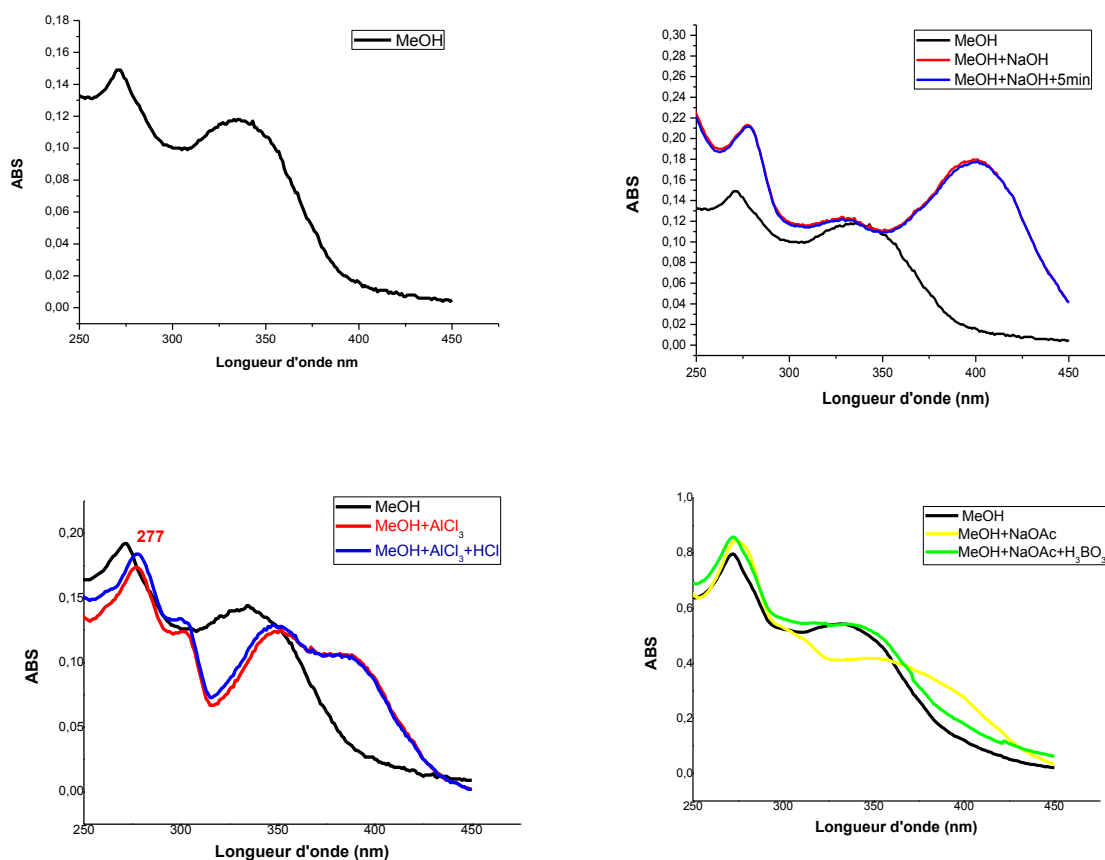 0,18
0,16
0,14
0,12
0,10
0,08
0,06
0,04
0,02
0,00
ABS
MeOH
250 300 350 400 450
Longueur d'onde nm
0,30
0,28
0,26
0,24
0,22
0,20
0,18
0,16
0,14
0,12
0,10
0,08
0,06
0,04
0,02
0,00
ABS
MeOH
MeOH+NaOH
MeOH+NaOH+5min
250 300 350 400 450
Longueur d'onde (nm)
0,20
0,15
0,10
0,05
0,00
ABS
277
MeOH
MeOH+AlCl3
MeOH+AlCl3+HCl
250 300 350 400 450
Longueur d'onde (nm)
1,0
0,8
0,6
0,4
0,2
0,0
ABS
MeOH
MeOH+NaOAc
MeOH+NaOAc+H3BO3
250 300 350 400 450
Longueur d'onde (nm)